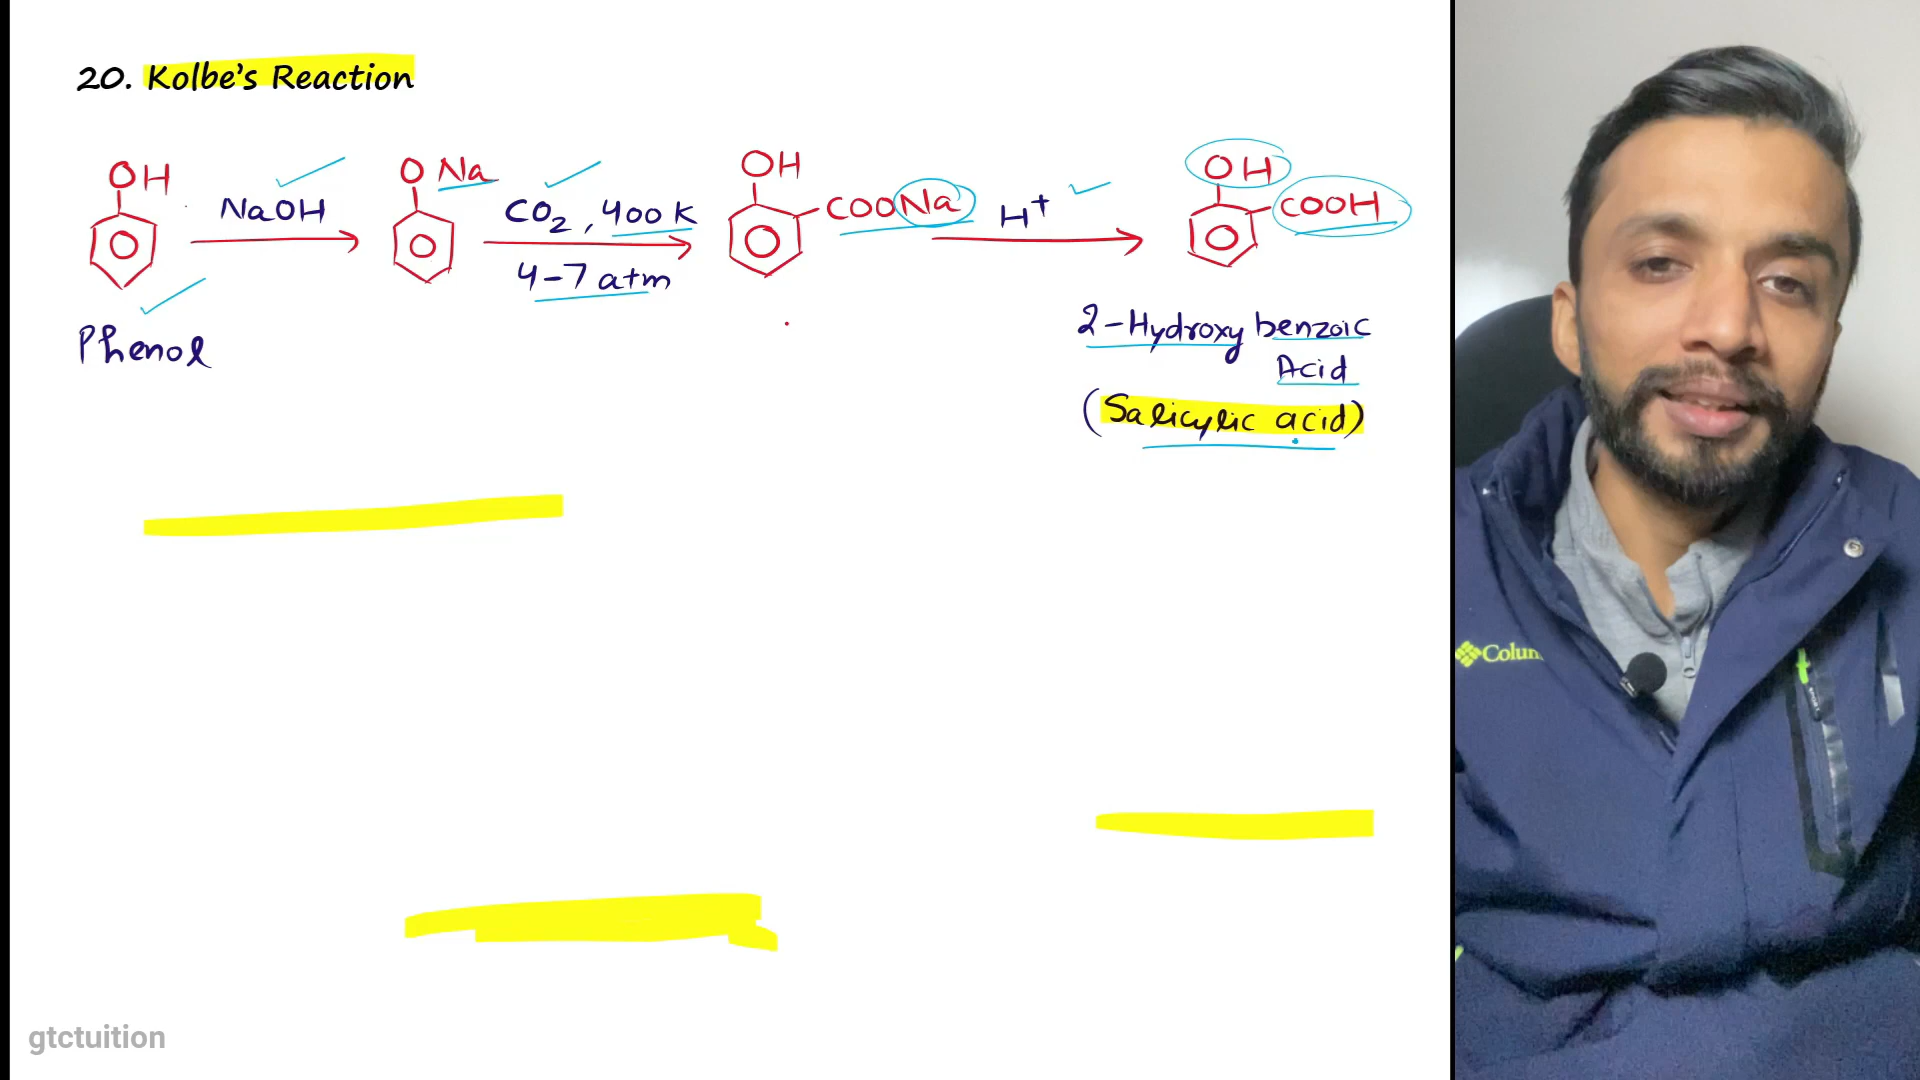 20. Kolbe's Reaction
OH
NaOH
Phenol
O Na
CO₂, 400 K
4-7 atm
OH
COONa
H⁺
OH
COOH
2-Hydroxy benzoic
Acid
(Salicylic acid)
Colum
gtctuition